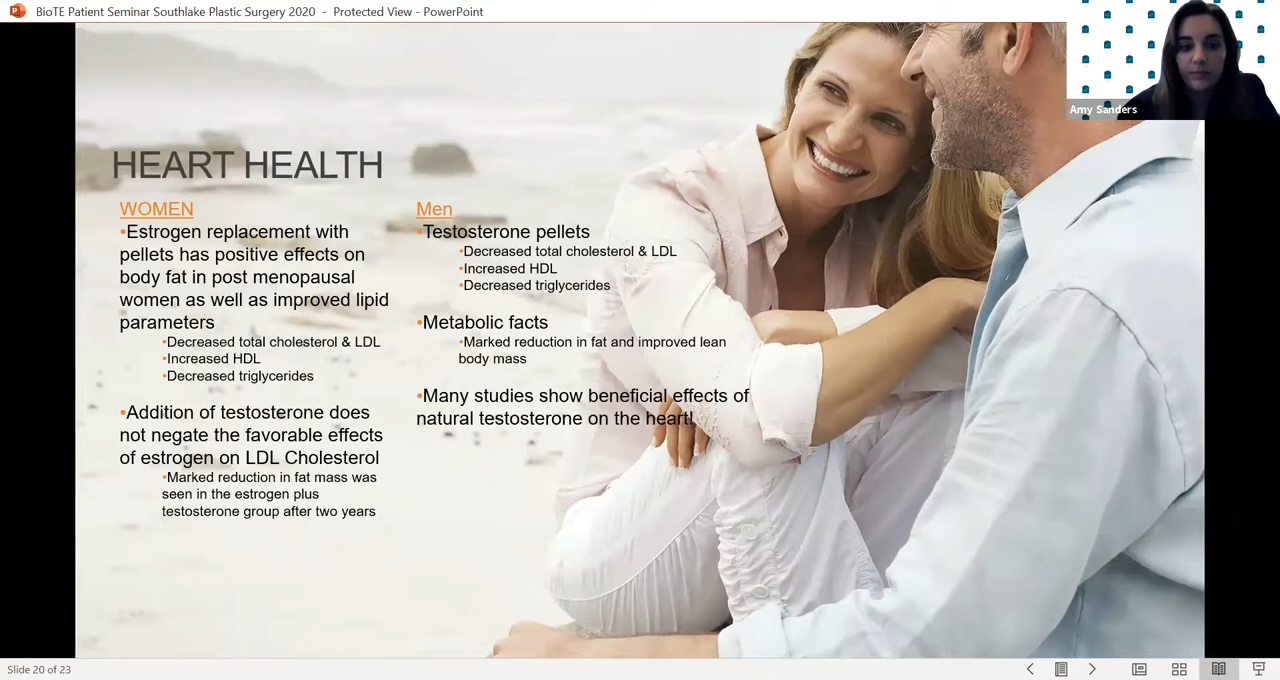 BioTE Patient Seminar Southlake Plastic Surgery 2020 - Protected View - PowerPoint
Amy Sanders
HEART HEALTH
WOMEN
•Estrogen replacement with
pellets has positive effects on
body fat in post menopausal
women as well as improved lipid
parameters
•Decreased total cholesterol & LDL
•Increased HDL
•Decreased triglycerides
•Addition of testosterone does
not negate the favorable effects
of estrogen on LDL Cholesterol
•Marked reduction in fat mass was
seen in the estrogen plus
testosterone group after two years
Men
•Testosterone pellets
•Decreased total cholesterol & LDL
•Increased HDL
•Decreased triglycerides
•Metabolic facts
•Marked reduction in fat and improved lean
body mass
•Many studies show beneficial effects of
natural testosterone on the heart!
Slide 20 of 23